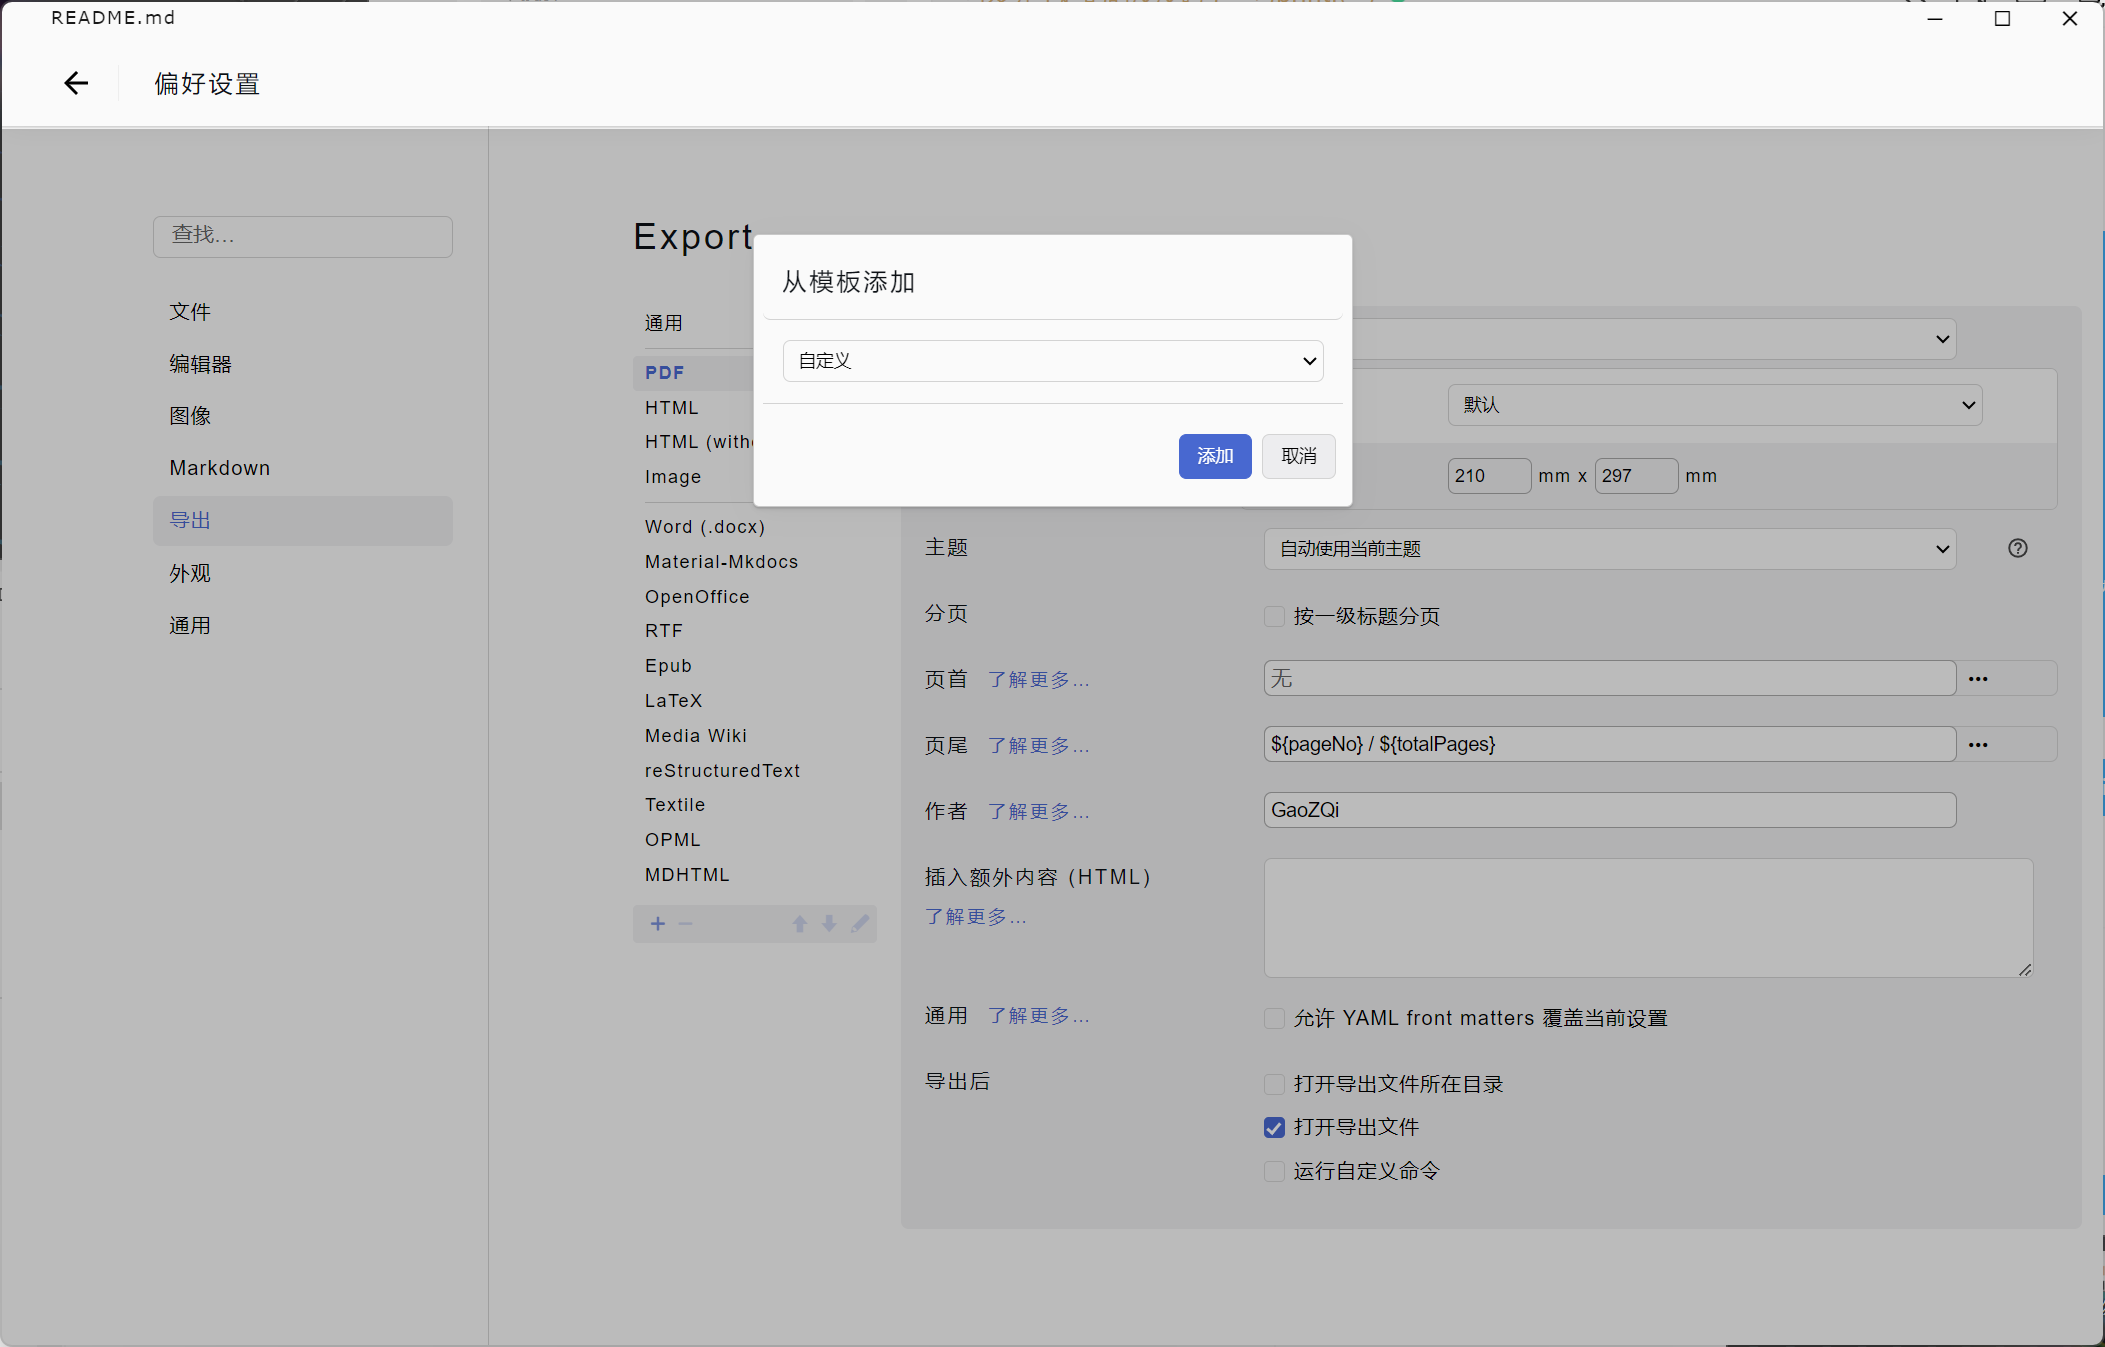 README.md
偏好设置
查找...
文件
编辑器
图像
Markdown
导出
外观
通用
Export
通用
PDF
HTML
HTML (with
Image
Word (.docx)
Material-Mkdocs
OpenOffice
RTF
Epub
LaTeX
Media Wiki
reStructuredText
Textile
OPML
MDHTML
从模板添加
自定义
添加 取消
默认
210 mm x 297 mm
主题 自动使用当前主题
分页 按一级标题分页
页首 了解更多... 无
页尾 了解更多... ${pageNo} / ${totalPages}
作者 了解更多... GaoZQi
插入额外内容 (HTML)
了解更多...
通用 了解更多... 允许 YAML front matters 覆盖当前设置
导出后 打开导出文件所在目录
打开导出文件
运行自定义命令